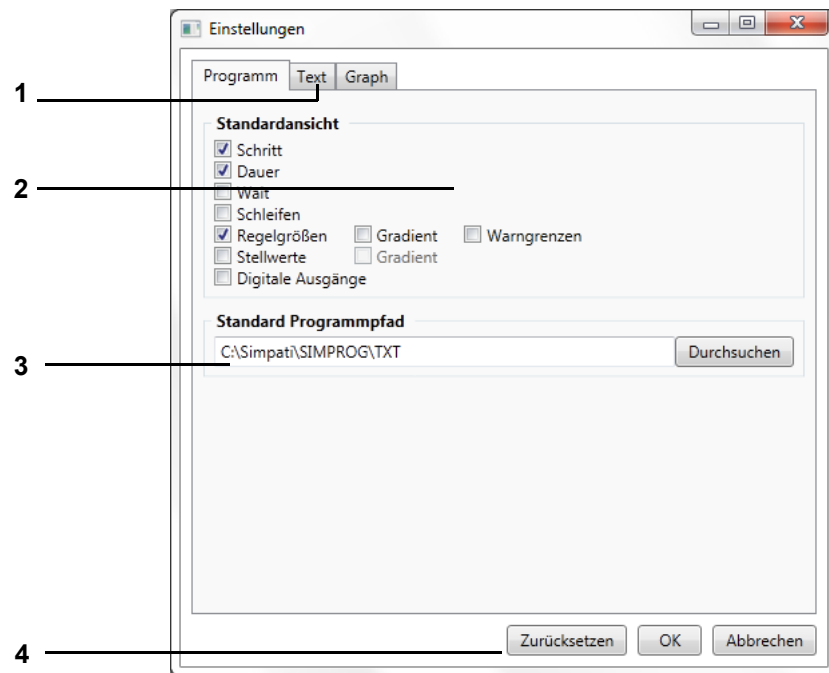 Einstellungen
Programm Text Graph
1
Standardansicht
Schritt
Dauer
2
Wait
Schleifen
Regelgrößen Gradient Warngrenzen
Stellwerte Gradient
Digitale Ausgänge
Standard Programmpfad
C:\Simpati\SIMPROG\TXT Durchsuchen
3
Zurücksetzen OK Abbrechen
4